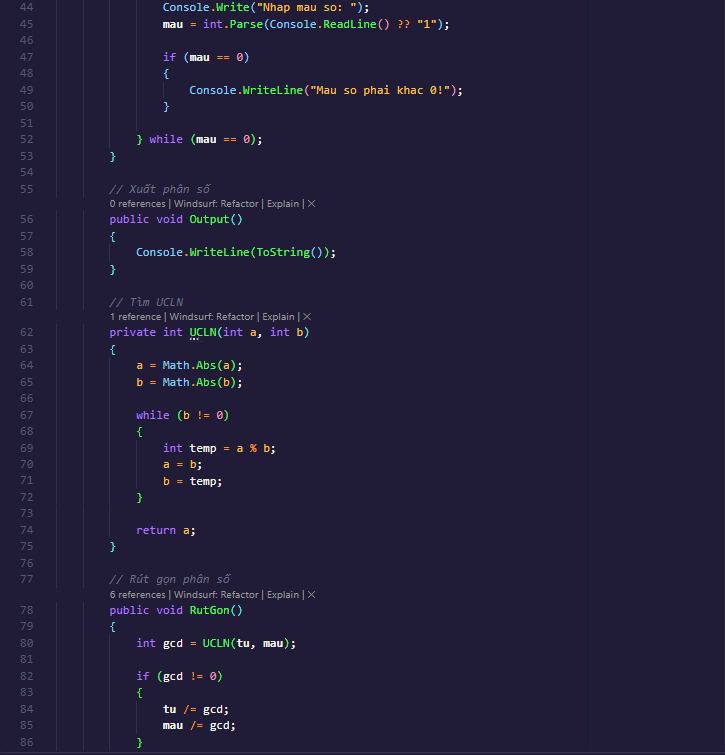 44 Console.Write("Nhap mau so: ");
45 mau = int.Parse(Console.ReadLine() ?? "1");
46
47 if (mau == 0)
48 {
49 Console.WriteLine("Mau so phai khac 0!");
50 }
51
52 } while (mau == 0);
53 }
54
55 // Xuất phân số
0 references | Windsurf: Refactor | Explain | ×
56 public void Output()
57 {
58 Console.WriteLine(ToString());
59 }
60
61 // Tìm UCLN
1 reference | Windsurf: Refactor | Explain | ×
62 private int UCLN(int a, int b)
63 {
64 a = Math.Abs(a);
65 b = Math.Abs(b);
66
67 while (b != 0)
68 {
69 int temp = a % b;
70 a = b;
71 b = temp;
72 }
73
74 return a;
75 }
76
77 // Rút gọn phân số
6 references | Windsurf: Refactor | Explain | ×
78 public void RutGon()
79 {
80 int gcd = UCLN(tu, mau);
81
82 if (gcd != 0)
83 {
84 tu /= gcd;
85 mau /= gcd;
86 }